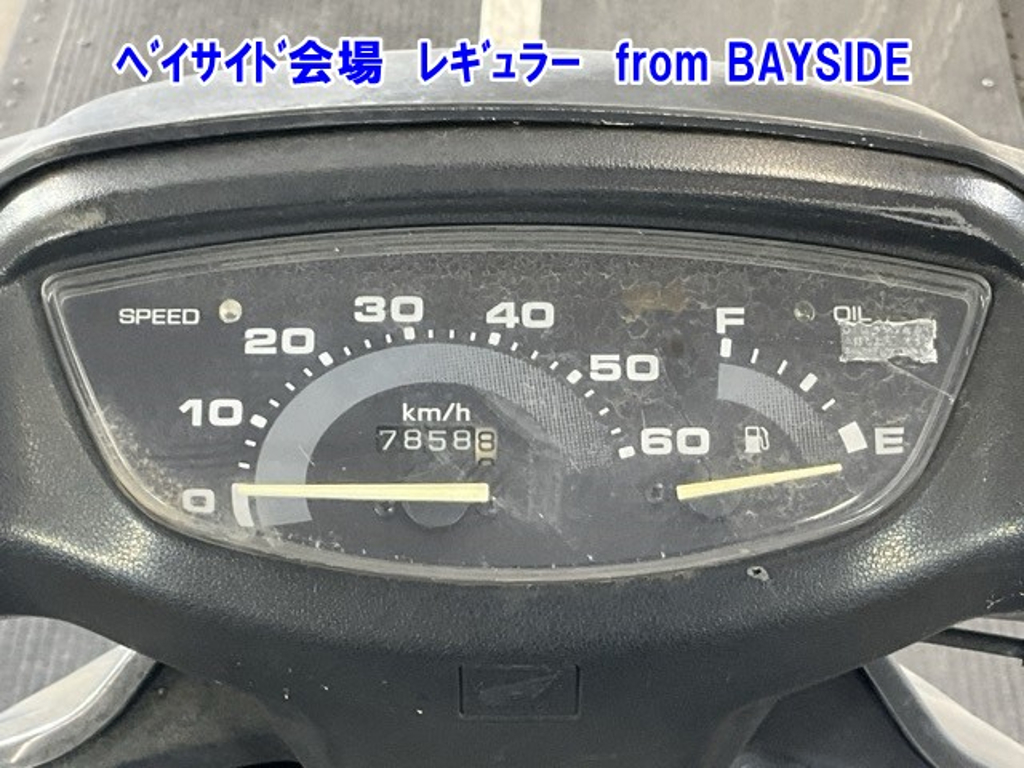 ﾍﾞｲｻｲﾄﾞ会場　ﾚｷﾞｭﾗｰ　from BAYSIDE
SPEED
0
10
20
30
40
50
60
km/h
78588
F
E
OIL